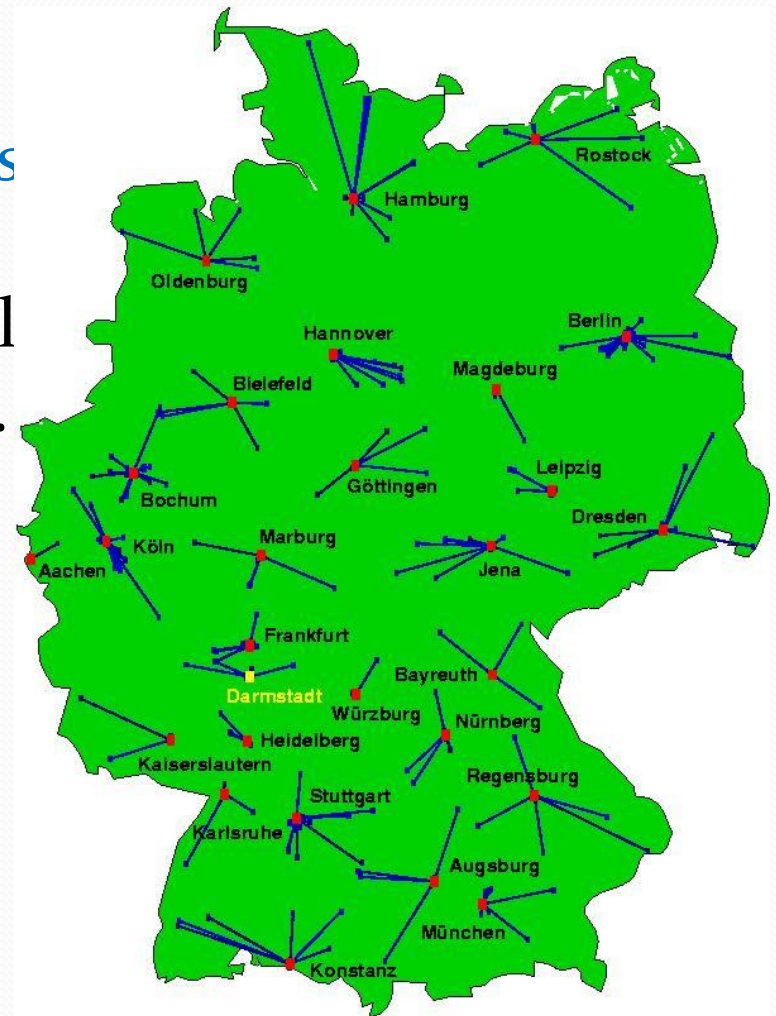 s
l
.
Rostock
Hamburg
Oldenburg
Berlin
Hannover
Magdeburg
Bielefeld
Leipzig
Göttingen
Bochum
Dresden
Marburg
Köln
Aachen
Jena
Frankfurt
Bayreuth
Darmstadt
Würzburg
Nürnberg
Heidelberg
Kaiserslautern
Regensburg
Stuttgart
Karlsruhe
Augsburg
München
Konstanz